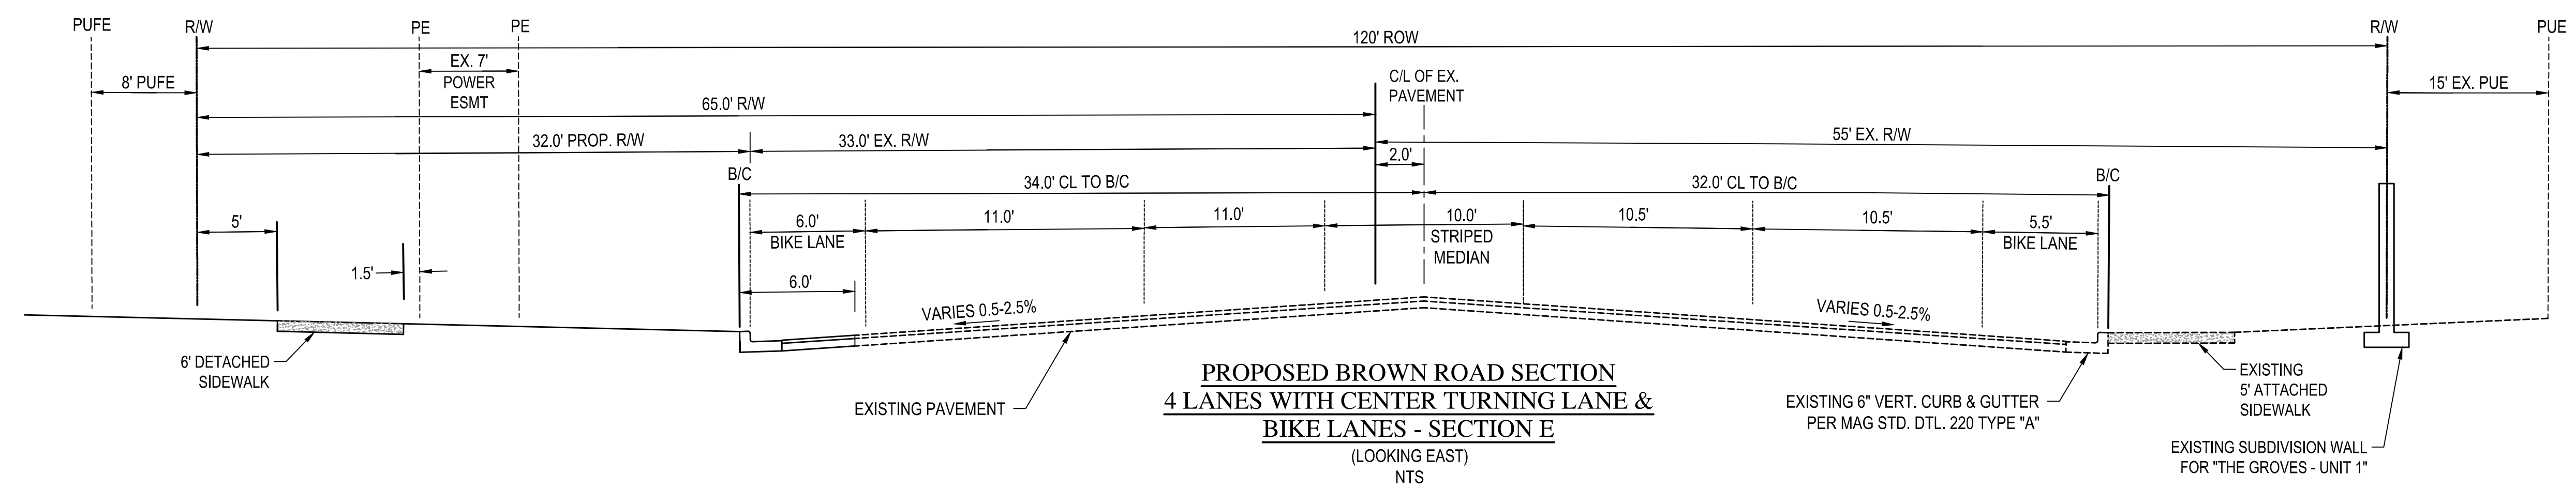 PUFE
R/W
PE
PE
R/W
PUE
120' ROW
EX. 7'
POWER
ESMT
8' PUFE
C/L OF EX.
PAVEMENT
15' EX. PUE
65.0' R/W
32.0' PROP. R/W
33.0' EX. R/W
55' EX. R/W
2.0'
B/C
34.0' CL TO B/C
32.0' CL TO B/C
B/C
5'
6.0'
BIKE LANE
11.0'
11.0'
10.0'
STRIPED
MEDIAN
10.5'
10.5'
5.5'
BIKE LANE
1.5'
6.0'
VARIES 0.5-2.5%
VARIES 0.5-2.5%
6' DETACHED
SIDEWALK
EXISTING PAVEMENT
PROPOSED BROWN ROAD SECTION
4 LANES WITH CENTER TURNING LANE &
BIKE LANES - SECTION E
(LOOKING EAST)
NTS
EXISTING 6" VERT. CURB & GUTTER
PER MAG STD. DTL. 220 TYPE "A"
EXISTING
5' ATTACHED
SIDEWALK
EXISTING SUBDIVISION WALL
FOR "THE GROVES - UNIT 1"